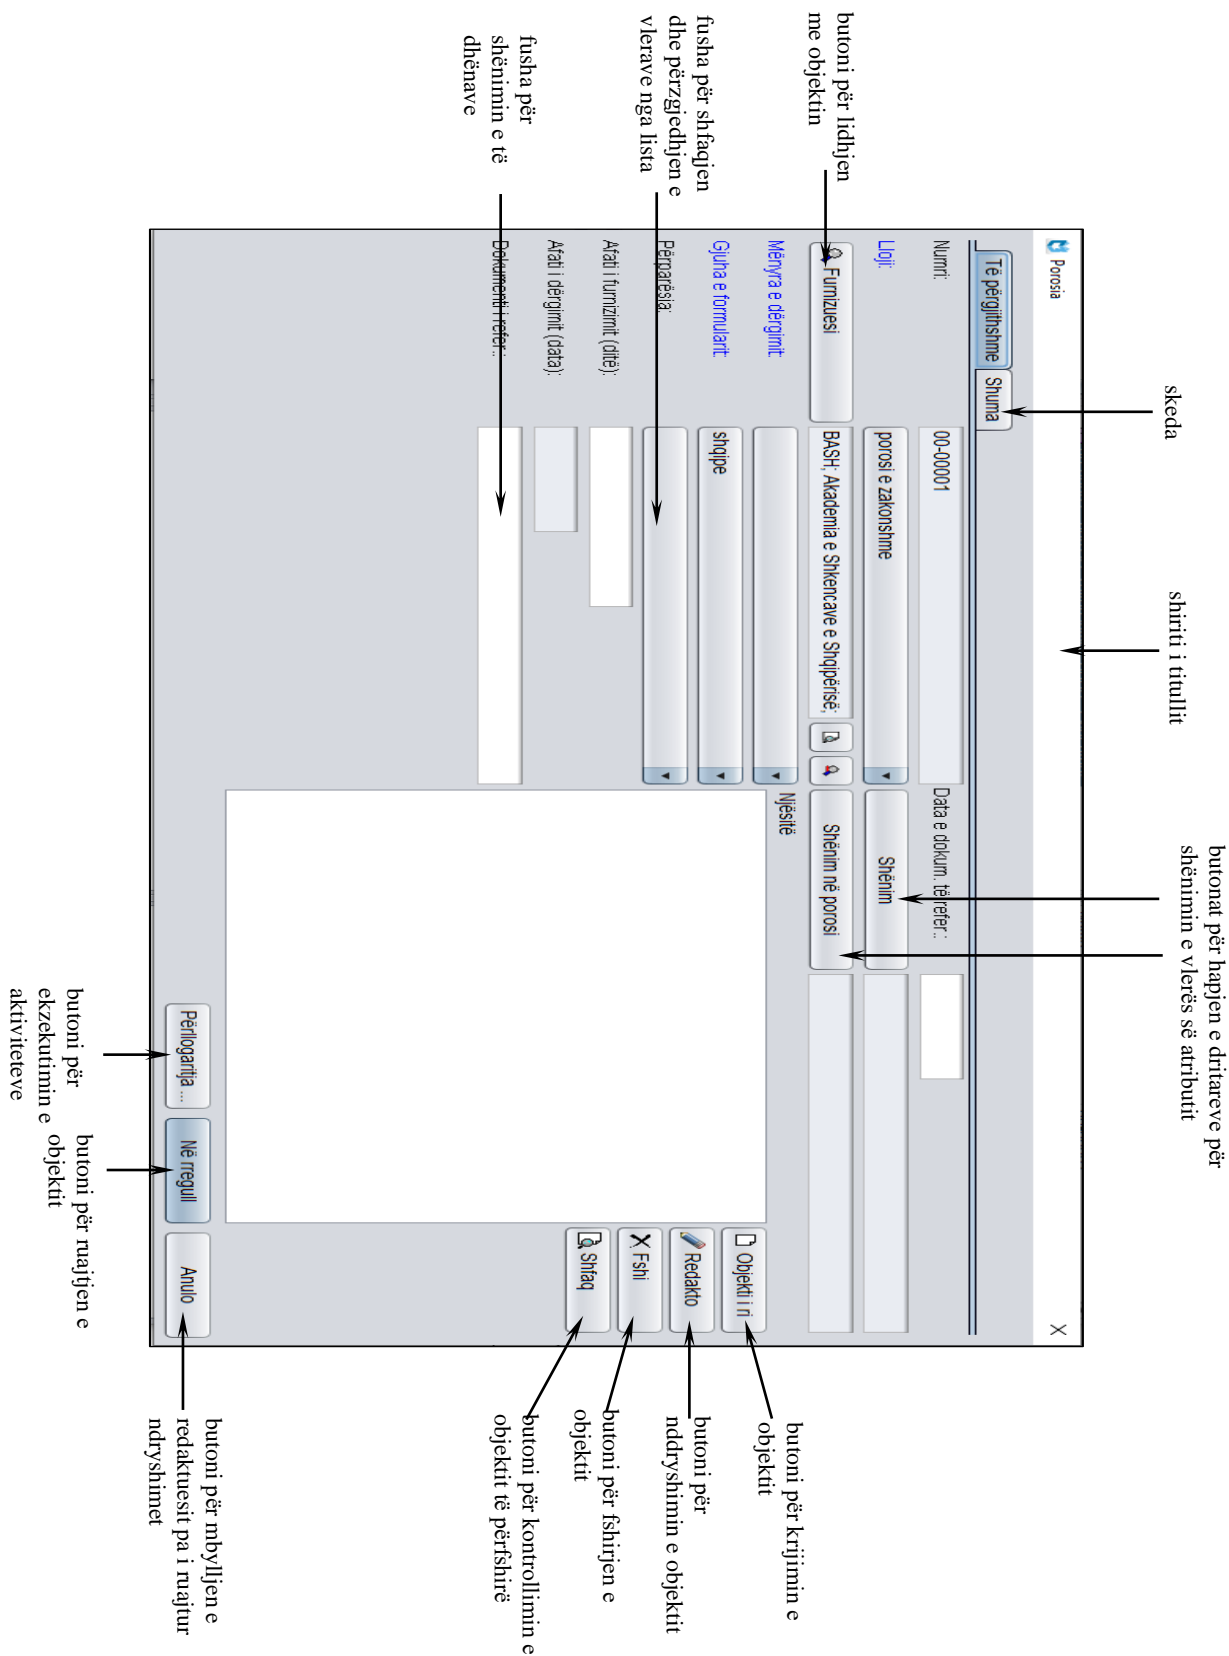 skeda
shiriti i titullit
butonat për hapjen e dritareve për
shënimin e vlerës së atributit
butoni për lidhjen
me objektin
fusha për shfaqjen
dhe përzgjedhjen e
vlerave nga lista
fusha për
shënimin e të
dhënave
Porosia
X
Të përgjithshme
Shuma
Numri:
00-00001
Data e dokum. të refer.:
Lloji:
porosi e zakonshme
Shënim
Furnizuesi
BASH; Akademia e Shkencave e Shqipërisë;
Shënim në porosi
Mënyra e dërgimit:
Njësitë
Gjuha e formularit:
shqipe
Përparësia:
Afati i furnizimit (ditë):
Afati i dërgimit (data):
Dokumenti i refer.:
Objekti i ri
Redakto
Fshi
Shfaq
Përllogaritja ...
Në rregull
Anulo
butoni për krijimin e
objektit
butoni për
nddryshimin e objektit
butoni për fshirjen e
objektit
butoni për kontrollimin e
objektit të përfshirë
butoni për mbylljen e
redaktuesit pa i ruajtur
ndryshimet
butoni për
ekzekutimin e
aktiviteteve
butoni për ruajtjen e
objektit